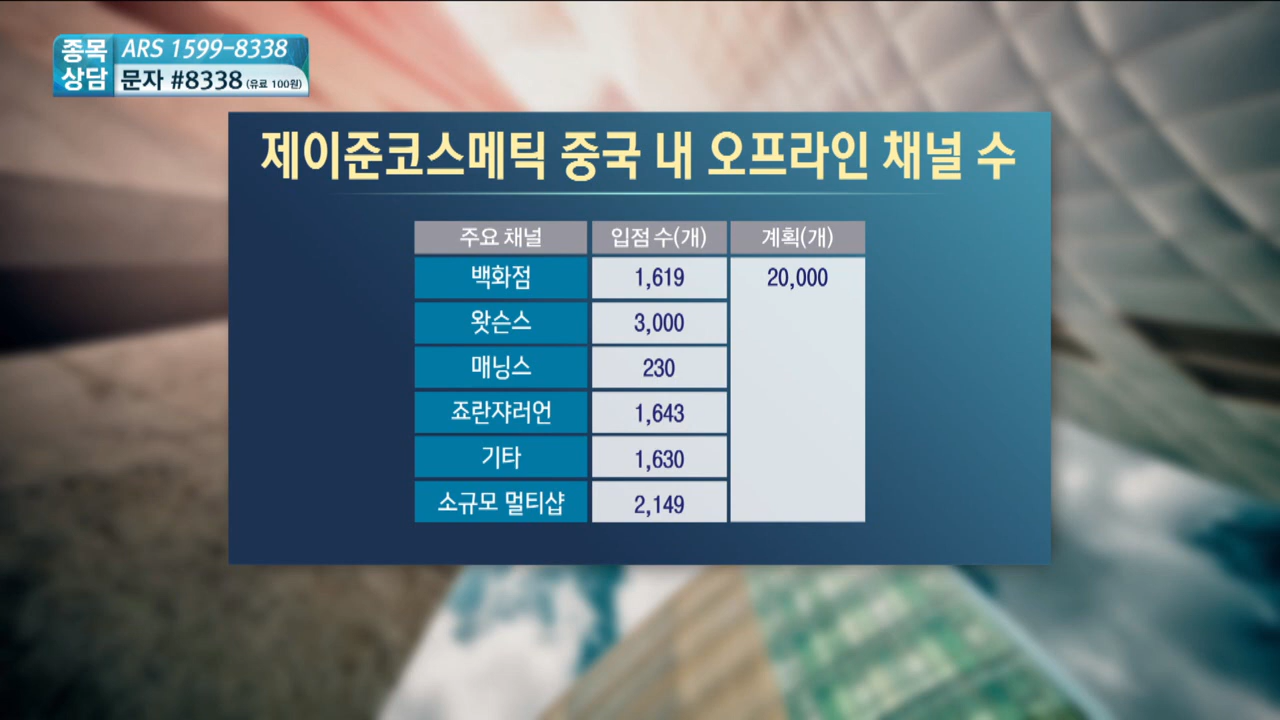 종목
상담
ARS 1599-8338
문자 #8338 (유료 100원)
제이준코스메틱 중국 내 오프라인 채널 수
주요 채널 입점 수(개) 계획(개)
백화점 1,619 20,000
왓슨스 3,000
매닝스 230
죠란쟈러언 1,643
기타 1,630
소규모 멀티샵 2,149